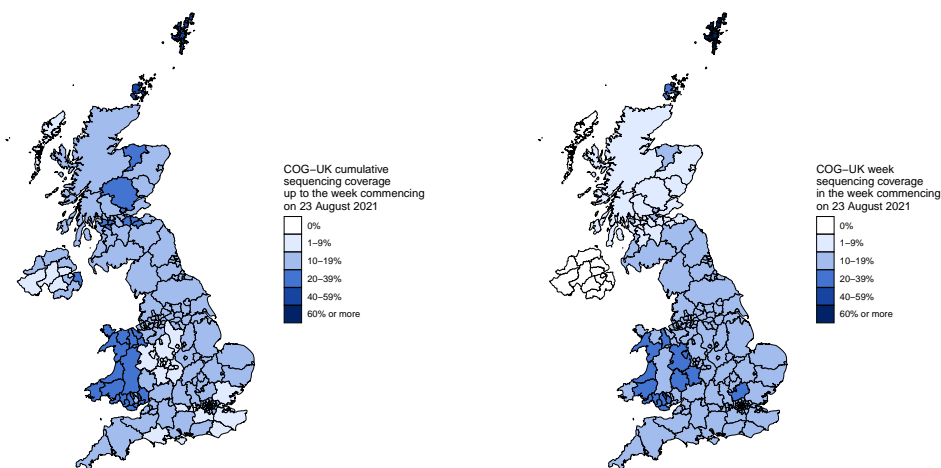 COG–UK cumulative
sequencing coverage
up to the week commencing
on 23 August 2021
0%
1–9%
10–19%
20–39%
40–59%
60% or more
COG–UK week
sequencing coverage
in the week commencing
on 23 August 2021
0%
1–9%
10–19%
20–39%
40–59%
60% or more